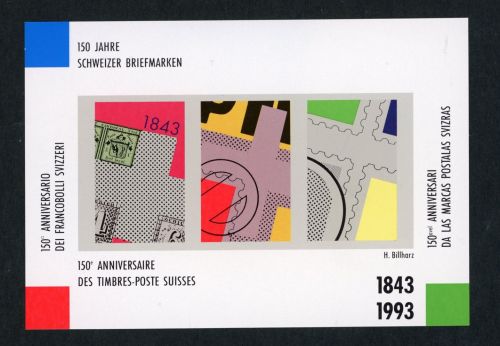 150 JAHRE
SCHWEIZER BRIEFMARKEN
150° ANNIVERSARIO
DEI FRANCOBOLLI SVIZZERI
1843
150avel ANNIVERSARI
DA LAS MARCAS POSTALAS SVIZRAS
H. Billharz
150e ANNIVERSAIRE
DES TIMBRES-POSTE SUISSES
1843
1993